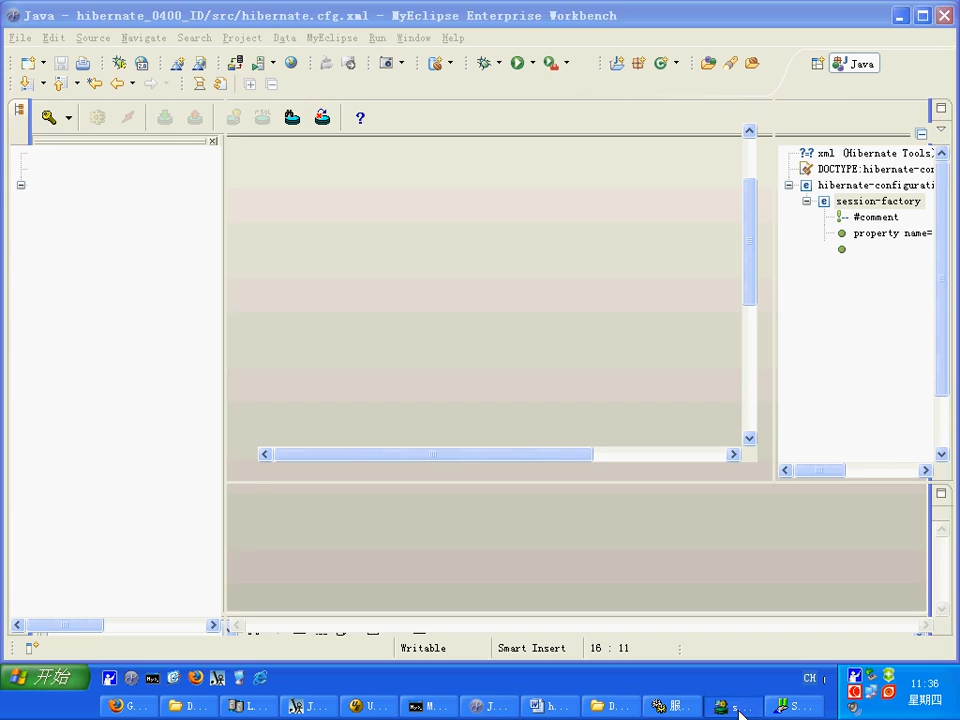 Java - hibernate_0400_ID/src/hibernate.cfg.xml - MyEclipse Enterprise Workbench
File Edit Source Navigate Search Project Data MyEclipse Run Window Help
Java
?
?-? xml (Hibernate Tools)
DOCTYPE:hibernate-con
hibernate-configurati
session-factory
#comment
property name=
Writable
Smart Insert
16 : 11
开始
CH
11:36
星期四
G...
D...
L...
J...
U...
M...
J...
h...
D...
服...
s...
S...